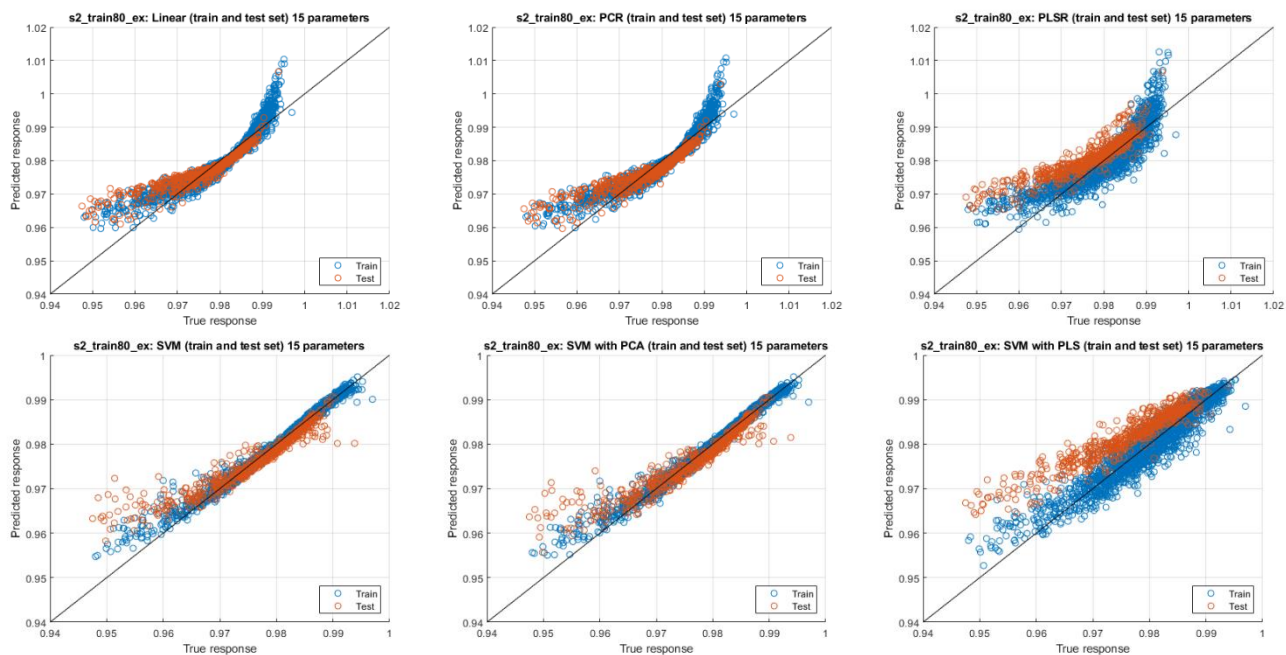 s2_train80_ex: Linear (train and test set) 15 parameters
1.02
1.01
1
0.99
0.98
0.97
0.96
0.95
0.94
Predicted response
0.94 0.95 0.96 0.97 0.98 0.99 1 1.01 1.02
True response
Train
Test
s2_train80_ex: PCR (train and test set) 15 parameters
1.02
1.01
1
0.99
0.98
0.97
0.96
0.95
0.94
Predicted response
0.94 0.95 0.96 0.97 0.98 0.99 1 1.01 1.02
True response
Train
Test
s2_train80_ex: PLSR (train and test set) 15 parameters
1.02
1.01
1
0.99
0.98
0.97
0.96
0.95
0.94
Predicted response
0.94 0.95 0.96 0.97 0.98 0.99 1 1.01 1.02
True response
Train
Test
s2_train80_ex: SVM (train and test set) 15 parameters
1
0.99
0.98
0.97
0.96
0.95
0.94
Predicted response
0.94 0.95 0.96 0.97 0.98 0.99 1
True response
Train
Test
s2_train80_ex: SVM with PCA (train and test set) 15 parameters
1
0.99
0.98
0.97
0.96
0.95
0.94
Predicted response
0.94 0.95 0.96 0.97 0.98 0.99 1
True response
Train
Test
s2_train80_ex: SVM with PLS (train and test set) 15 parameters
1
0.99
0.98
0.97
0.96
0.95
0.94
Predicted response
0.94 0.95 0.96 0.97 0.98 0.99 1
True response
Train
Test